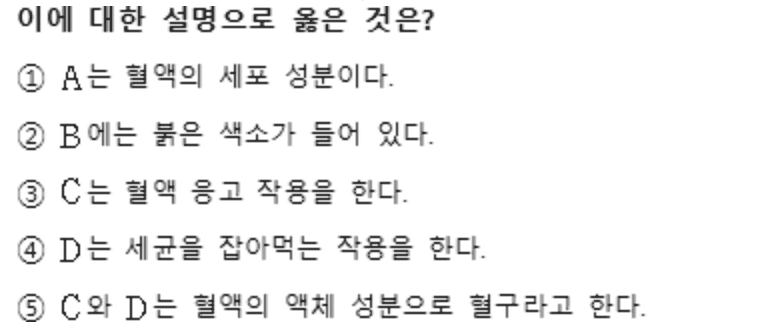 이에 대한 설명으로 옳은 것은?
① A는 혈액의 세포 성분이다.
② B에는 붉은 색소가 들어 있다.
③ C는 혈액 응고 작용을 한다.
④ D는 세균을 잡아먹는 작용을 한다.
⑤ C와 D는 혈액의 액체 성분으로 혈구라고 한다.